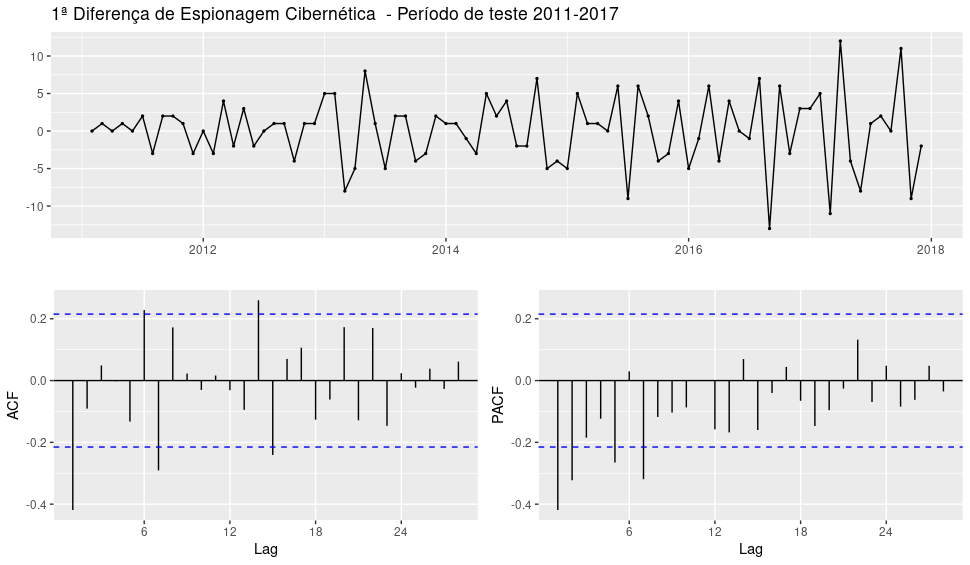 1ª Diferença de Espionagem Cibernética  - Período de teste 2011-2017
10
5
0
-5
-10
2012 2014 2016 2018
ACF
0.2
0.0
-0.2
-0.4
6 12 18 24
Lag
PACF
0.2
0.0
-0.2
-0.4
6 12 18 24
Lag